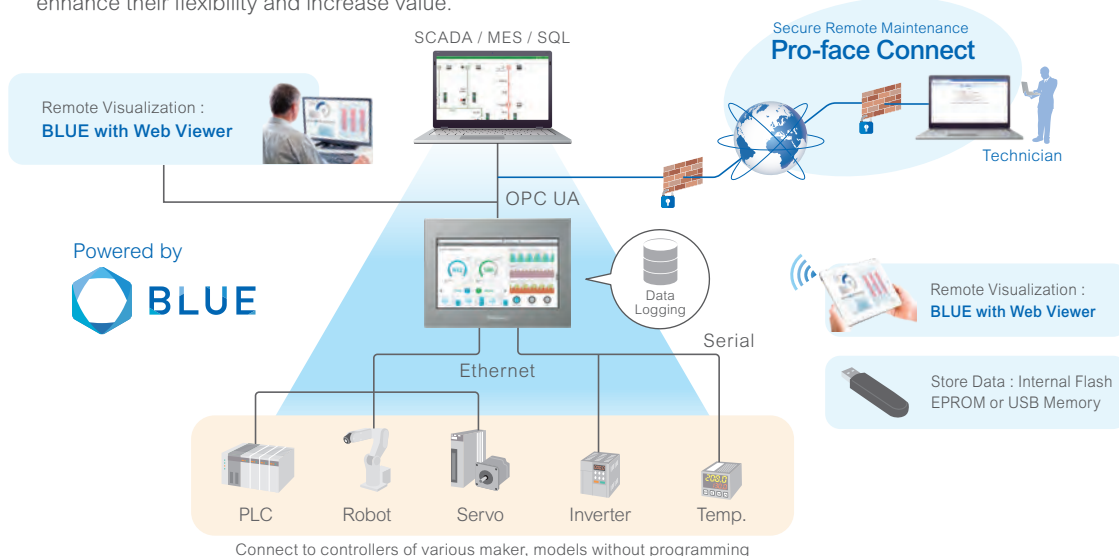 enhance their flexibility and increase value.
SCADA / MES / SQL
Secure Remote Maintenance
Pro-face Connect
Remote Visualization :
BLUE with Web Viewer
Technician
OPC UA
Powered by
BLUE
Data
Logging
Remote Visualization :
BLUE with Web Viewer
Serial
Ethernet
Store Data : Internal Flash
EPROM or USB Memory
208.0
PLC
Robot
Servo
Inverter
Temp.
Connect to controllers of various maker, models without programming